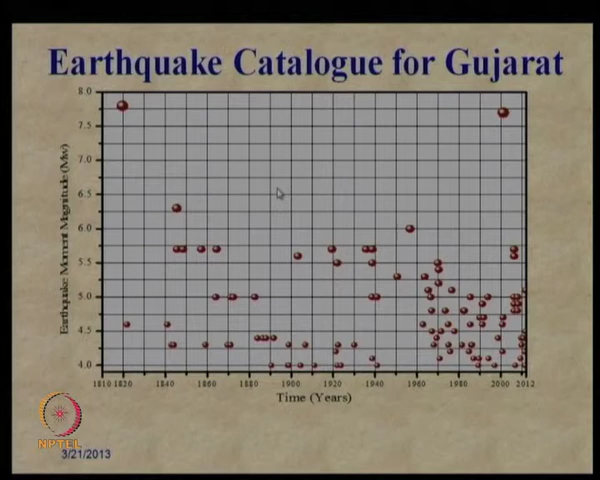 Earthquake Catalogue for Gujarat
8.0
7.5
7.0
6.5
6.0
5.5
5.0
4.5
4.0
Earthquake Moment Magnitude (Mw)
1810 1820 1840 1860 1880 1900 1920 1940 1960 1980 2000 2012
Time (Years)
NPTEL
3/21/2013